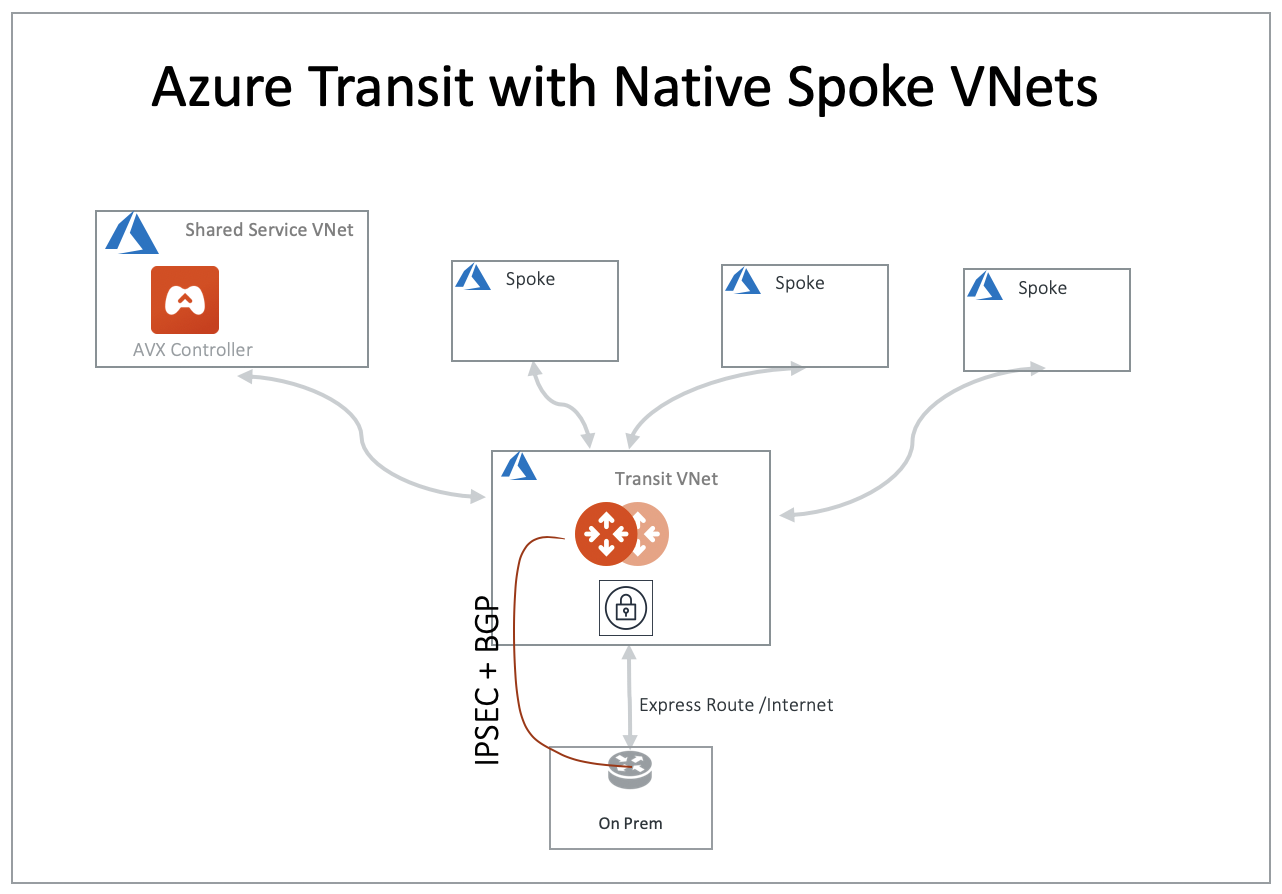 Azure Transit with Native Spoke VNets
Shared Service VNet
AVX Controller
Spoke
Spoke
Spoke
Transit VNet
IPSEC + BGP
Express Route /Internet
On Prem